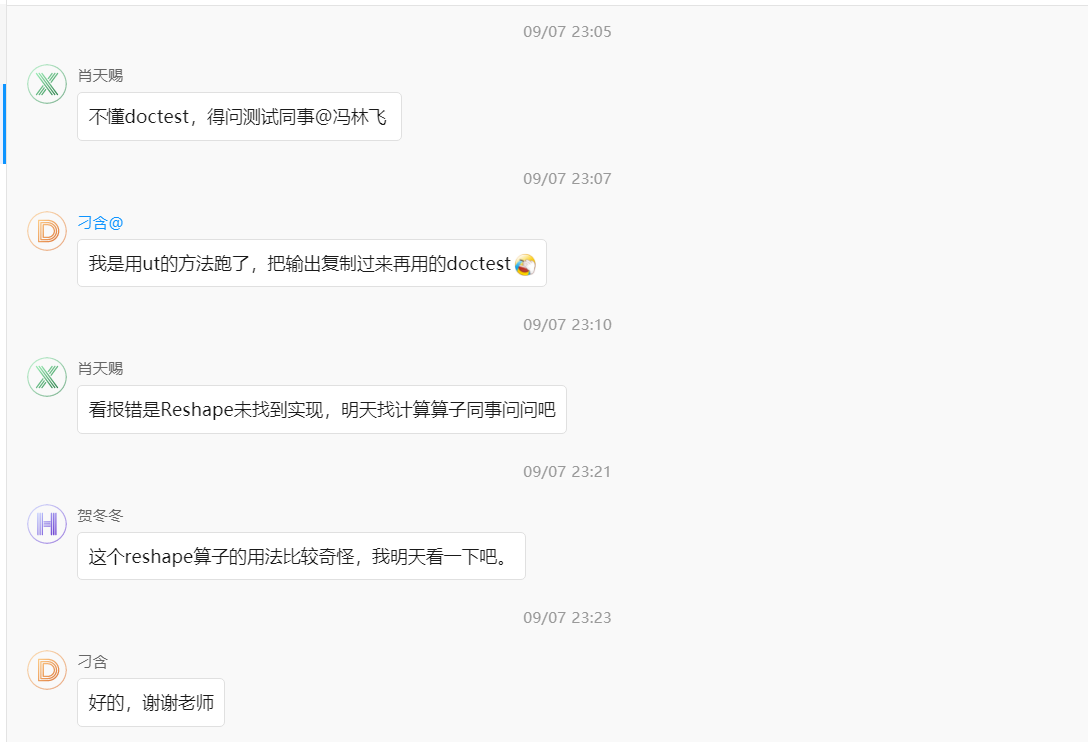 09/07 23:05
肖天赐
不懂doctest，得问测试同事@冯林飞
09/07 23:07
刁含@
我是用ut的方法跑了，把输出复制过来再用的doctest
09/07 23:10
肖天赐
看报错是Reshape未找到实现，明天找计算算子同事问问吧
09/07 23:21
贺冬冬
这个reshape算子的用法比较奇怪，我明天看一下吧。
09/07 23:23
刁含
好的，谢谢老师